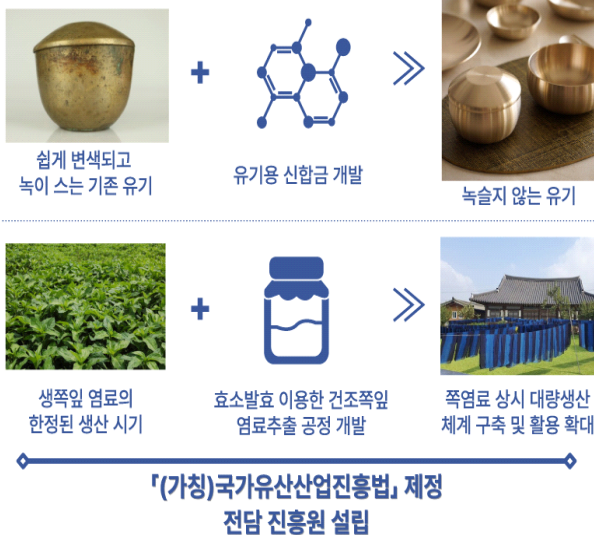 쉽게 변색되고
녹이 스는 기존 유기
유기용 신합금 개발
녹슬지 않는 유기
생쪽잎 염료의
한정된 생산 시기
효소발효 이용한 건조쪽잎
염료추출 공정 개발
쪽염료 상시 대량생산
체계 구축 및 활용 확대
「(가칭)국가유산산업진흥법」 제정
전담 진흥원 설립